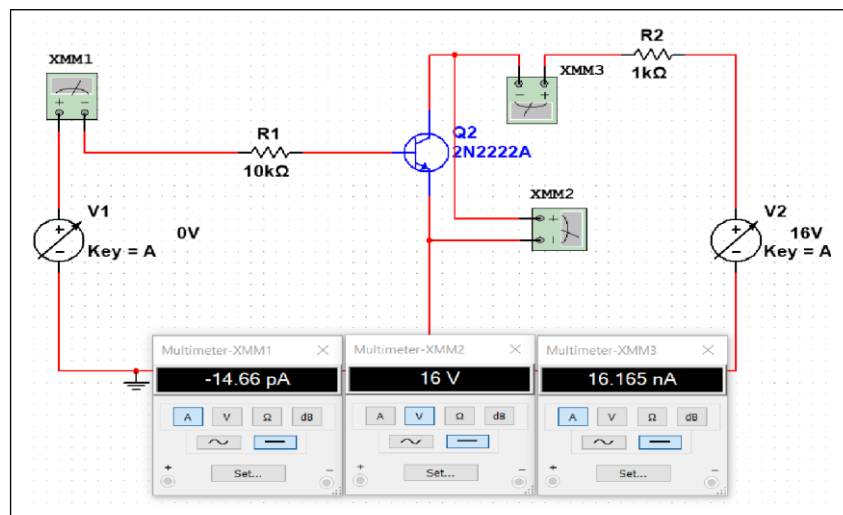 XMM1
+ −
R1
10kΩ
Q2
2N2222A
− +
XMM3
R2
1kΩ
XMM2
+
V1
+
−
Key = A
0V
V2
+
−
16V
Key = A
Multimeter-XMM1 ×
-14.66 pA
A V Ω dB
+ −
Set...
Multimeter-XMM2 ×
16 V
A V Ω dB
+ −
Set...
Multimeter-XMM3 ×
16.165 nA
A V Ω dB
+ −
Set...